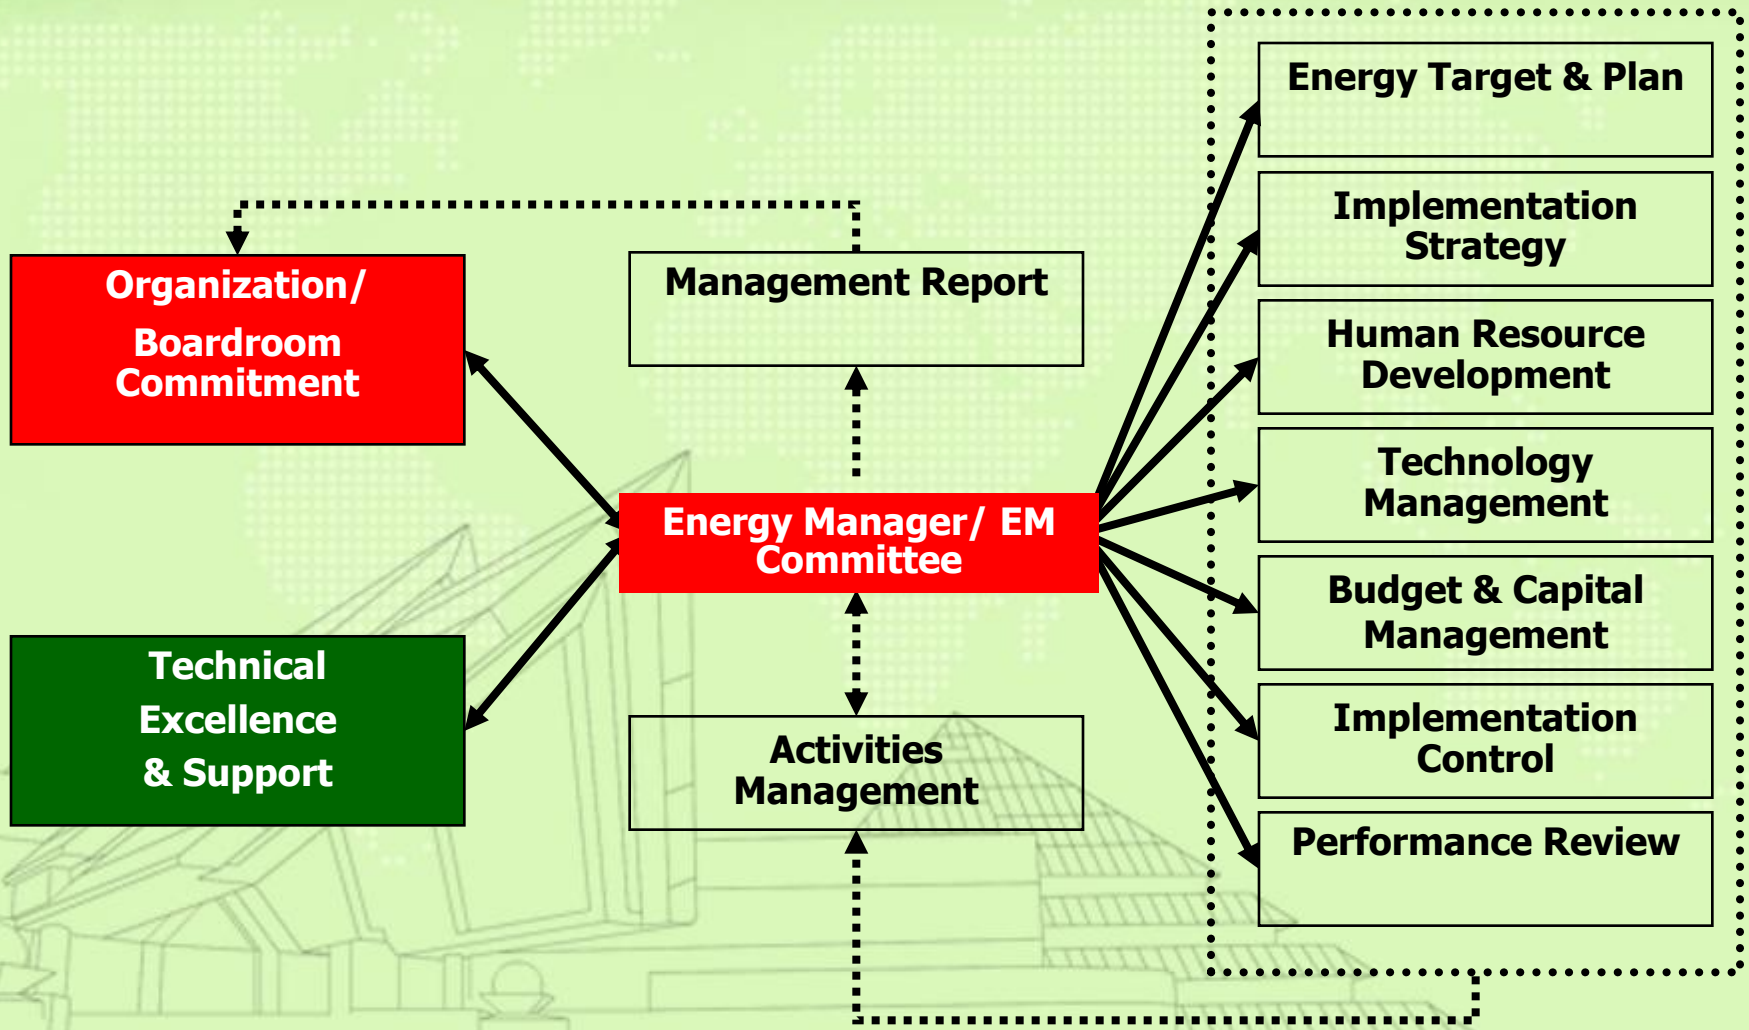 Organization/
Boardroom
Commitment
Technical
Excellence
& Support
Management Report
Energy Manager/ EM
Committee
Activities
Management
Energy Target & Plan
Implementation
Strategy
Human Resource
Development
Technology
Management
Budget & Capital
Management
Implementation
Control
Performance Review